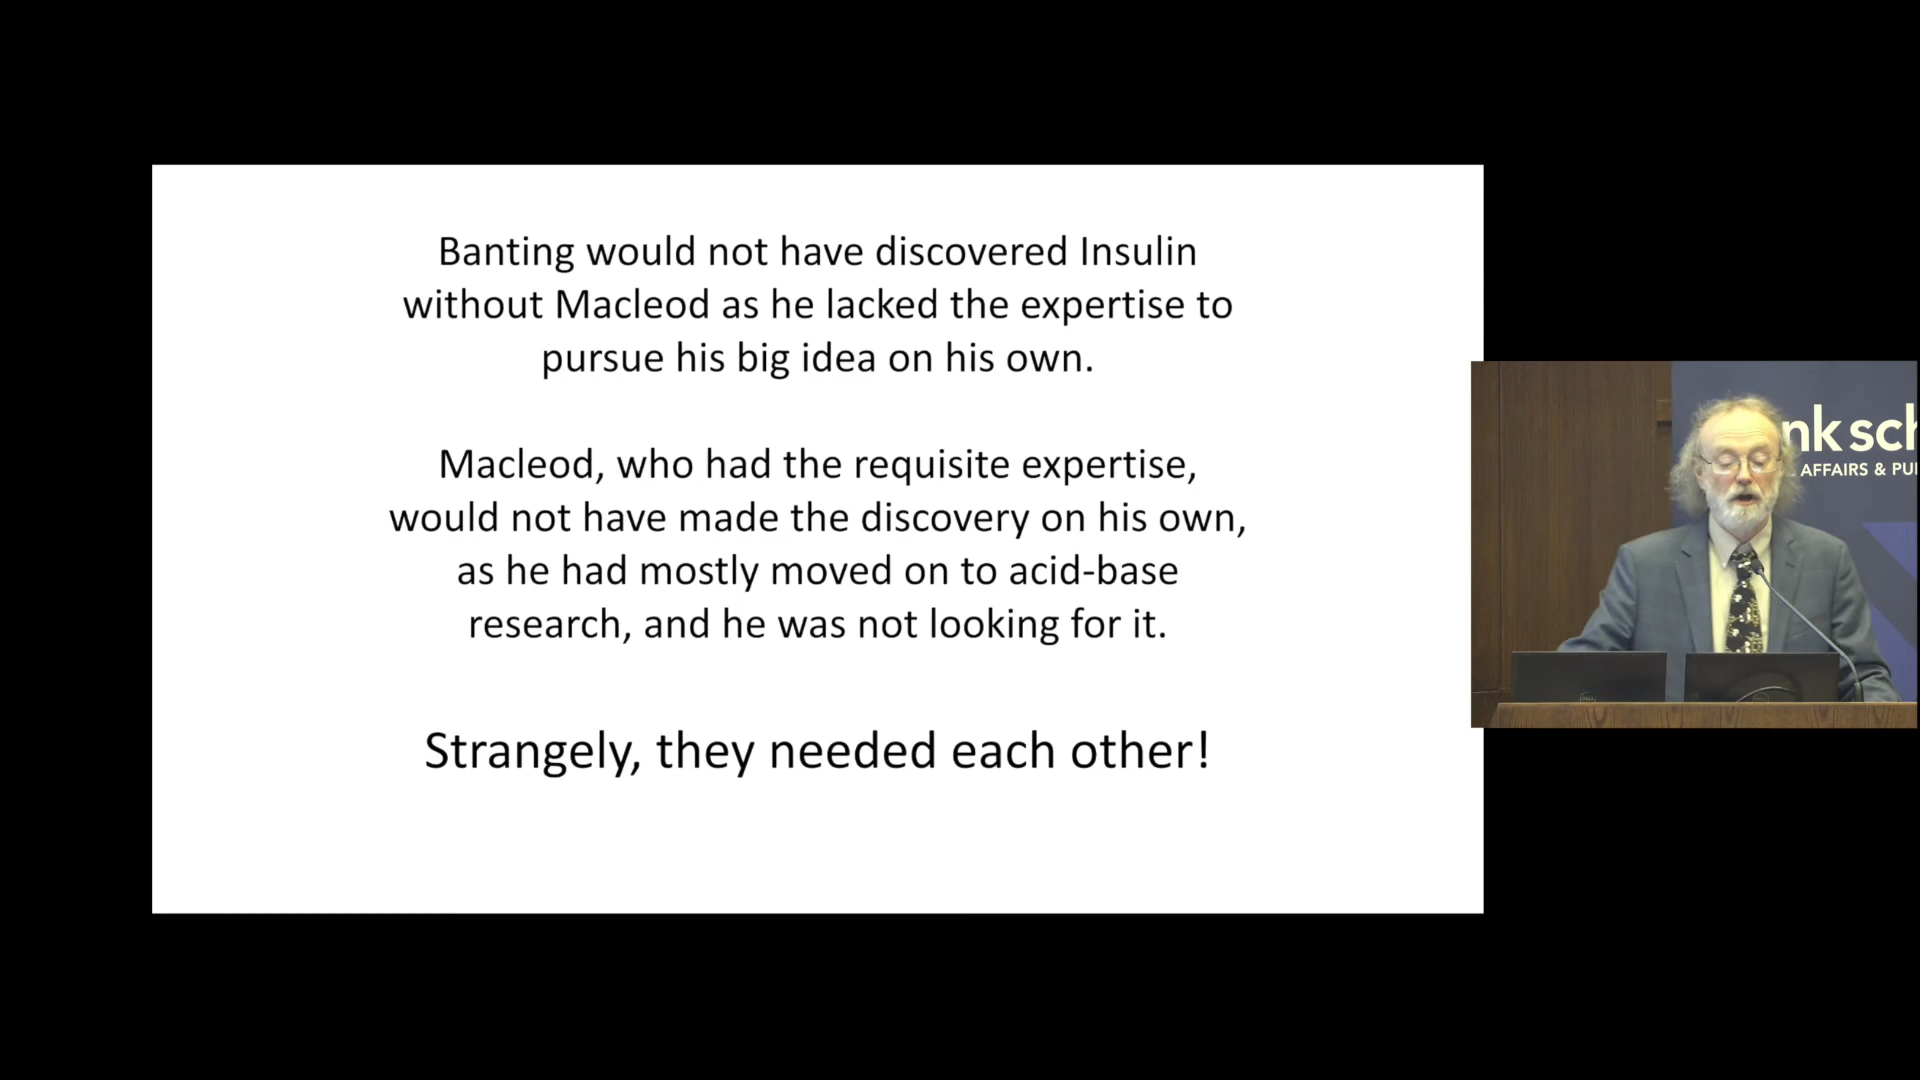 Banting would not have discovered Insulin
without Macleod as he lacked the expertise to
pursue his big idea on his own.
Macleod, who had the requisite expertise,
would not have made the discovery on his own,
as he had mostly moved on to acid-base
research, and he was not looking for it.
Strangely, they needed each other!
nk sch
AFFAIRS & PU